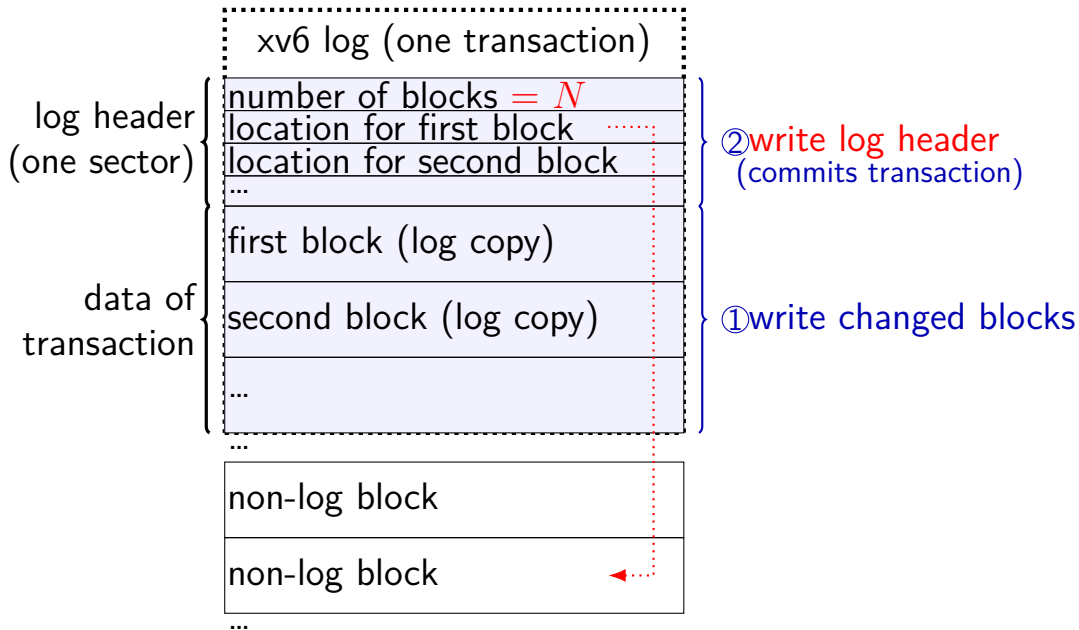 xv6 log (one transaction)
log header
(one sector)
number of blocks = N
location for first block
location for second block
...
②write log header
(commits transaction)
data of
transaction
first block (log copy)
second block (log copy)
...
①write changed blocks
...
non-log block
non-log block
...